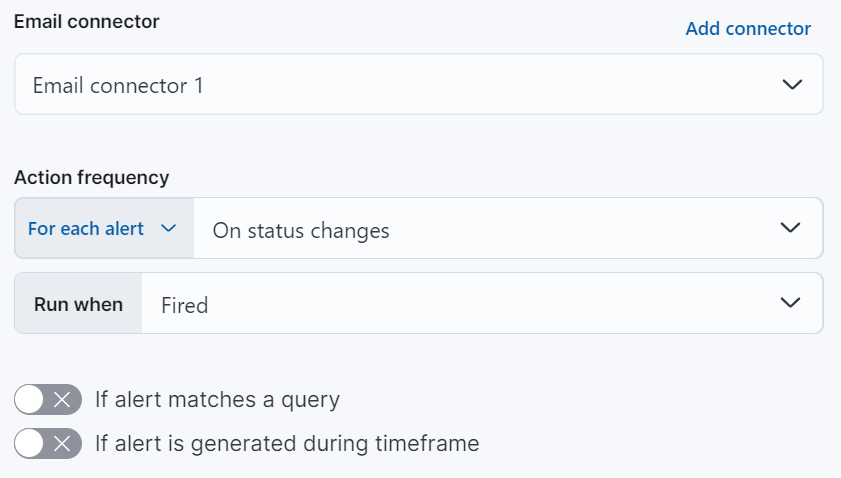 Email connector
Add connector
Email connector 1
Action frequency
For each alert
On status changes
Run when
Fired
If alert matches a query
If alert is generated during timeframe